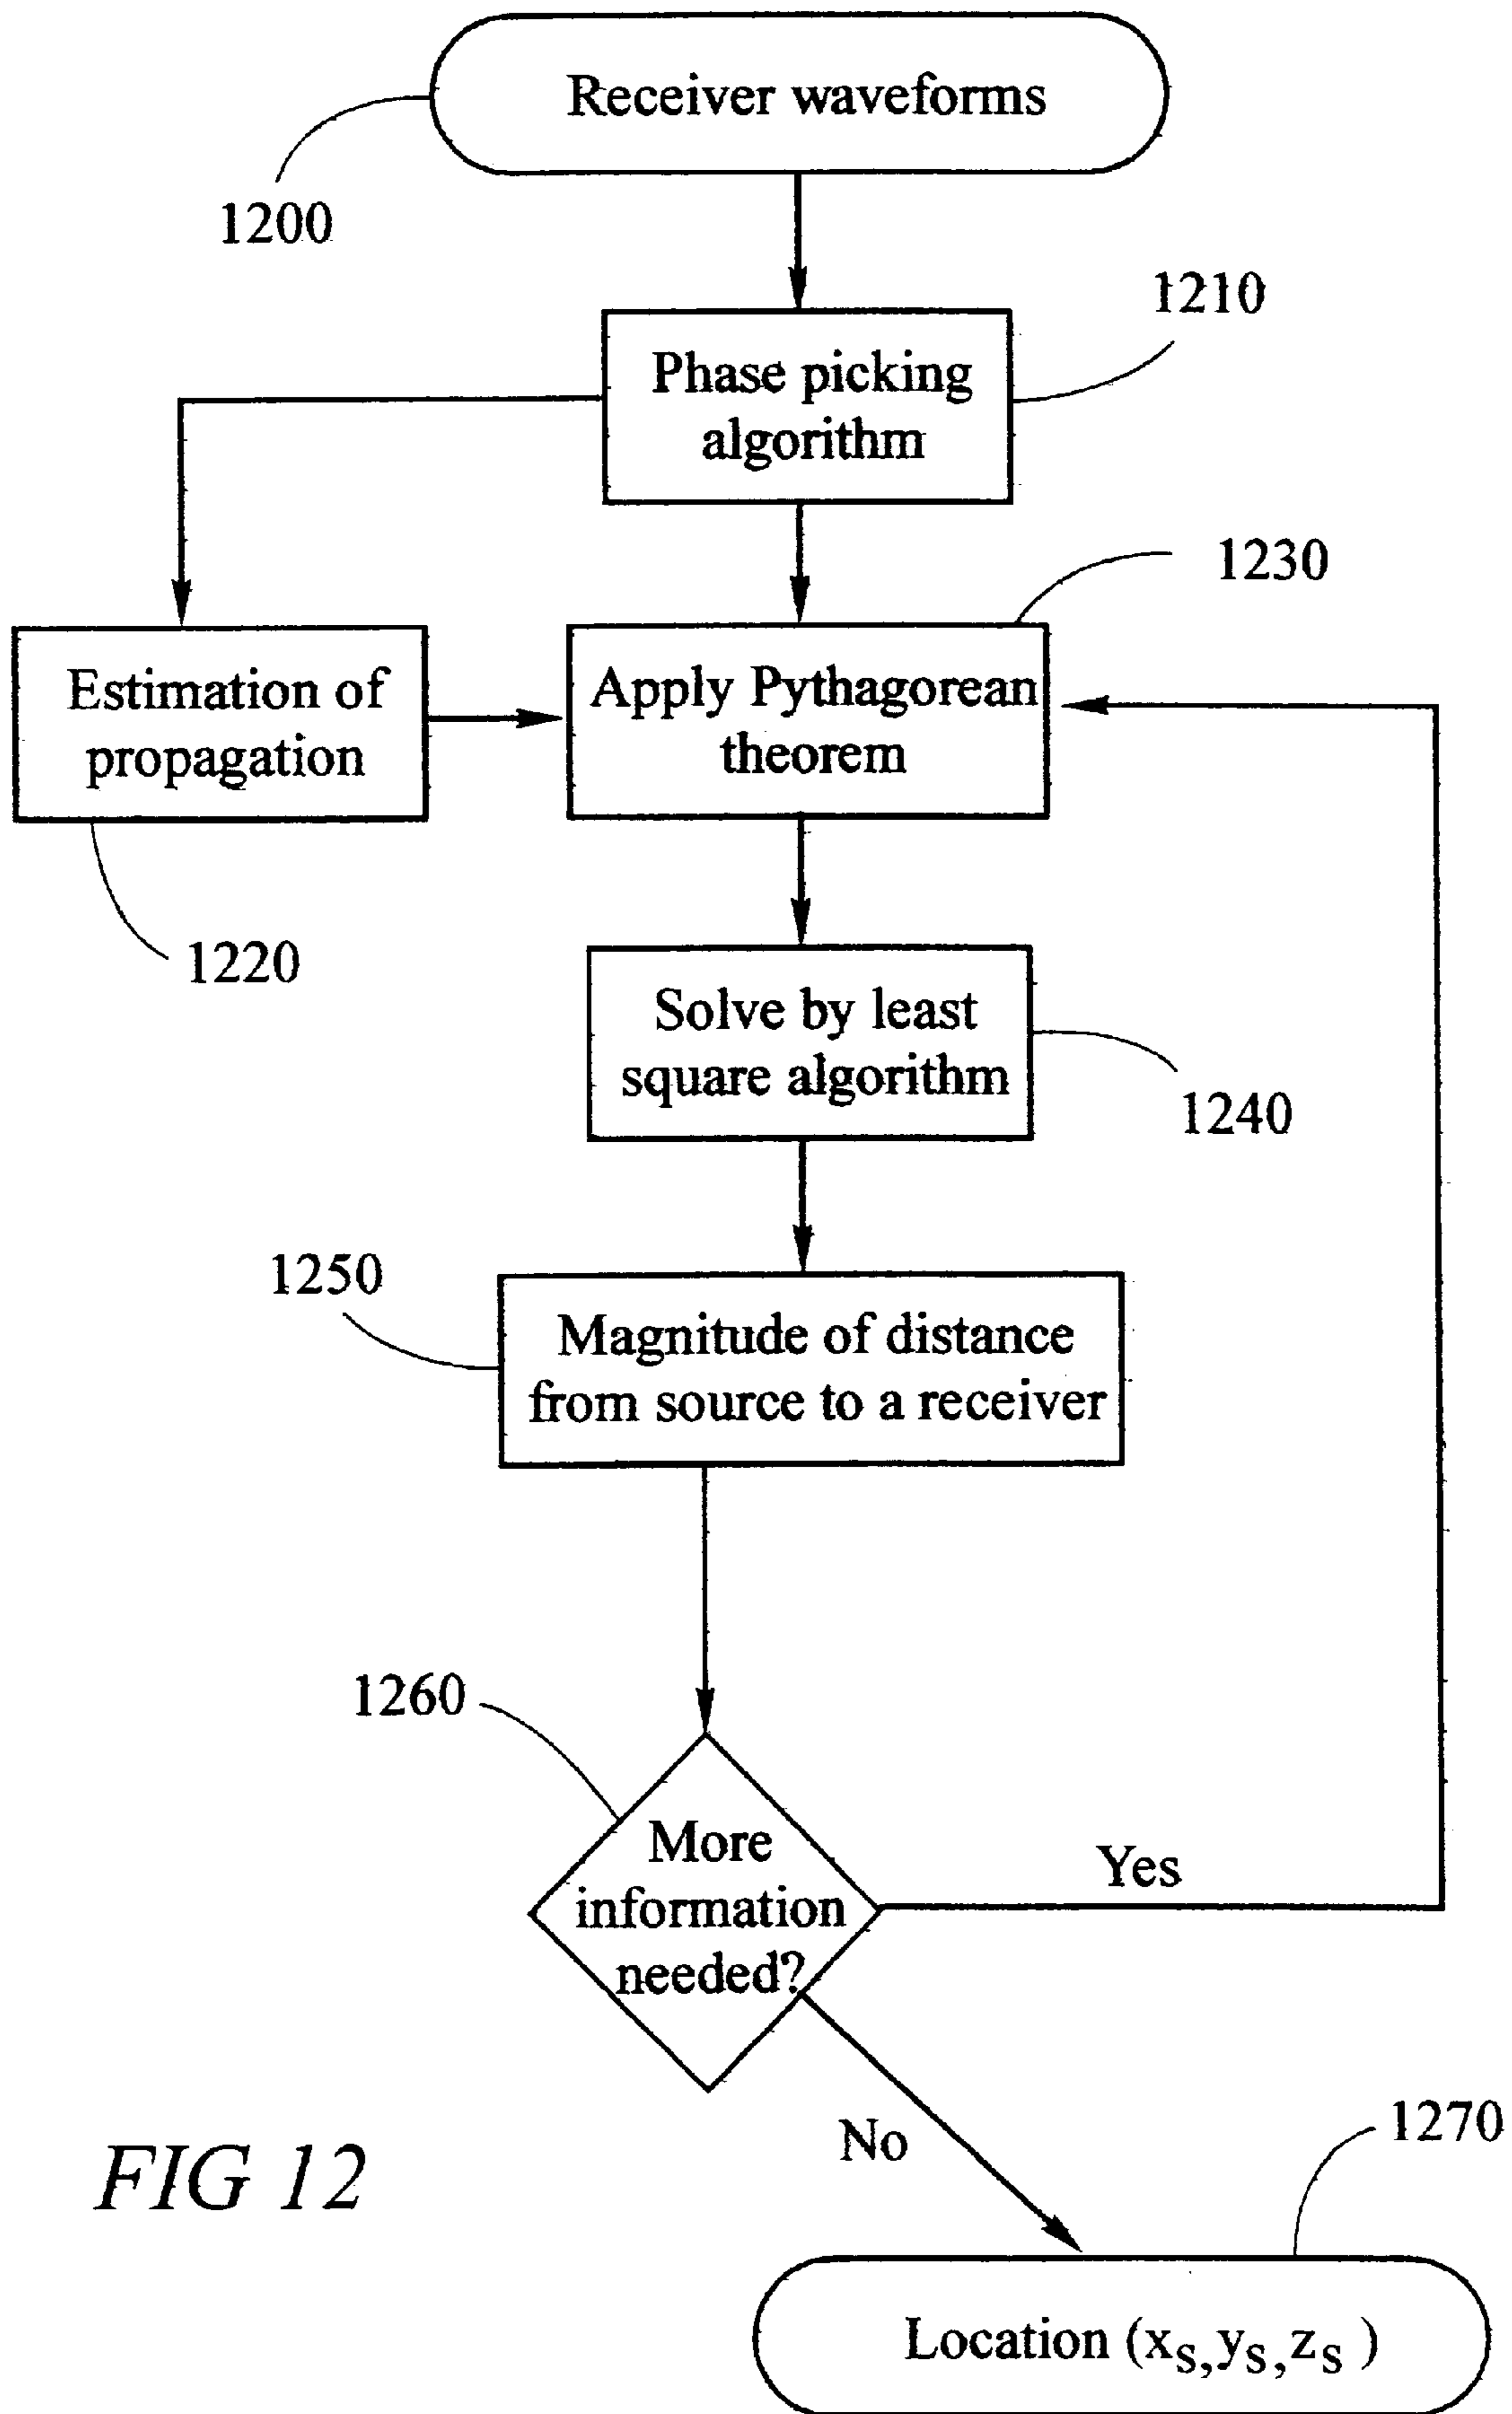 Receiver waveforms
1200
1210
Phase picking
algorithm
1230
Estimation of
propagation
Apply Pythagorean
theorem
1220
Solve by least
square algorithm
1240
1250
Magnitude of distance
from source to a receiver
1260
More
information
needed?
Yes
No
1270
FIG 12
Location (xs,ys,zs )